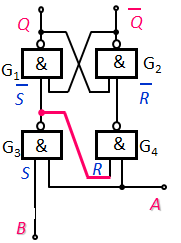 Q Q̅
G₁ & & G₂
S̅ R̅
G₃ & & G₄
S R
A
B